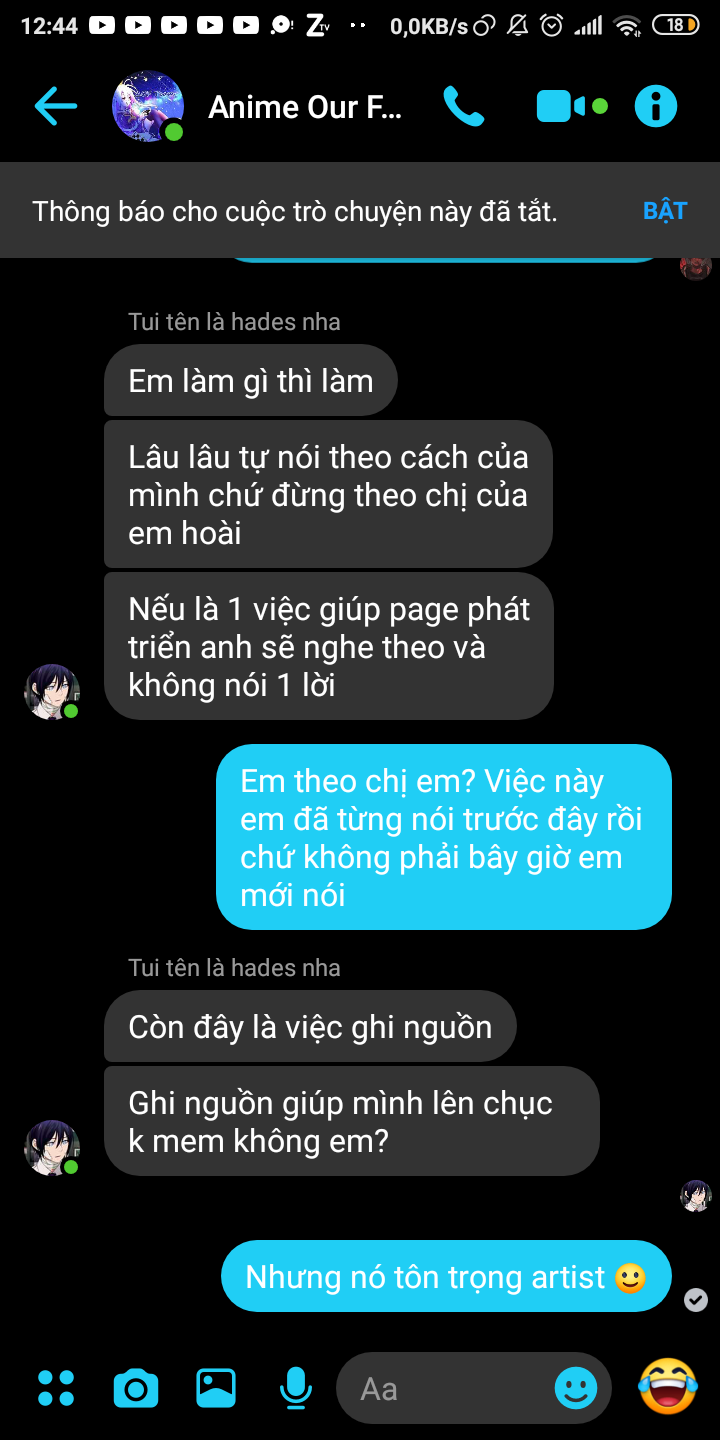 12:44
ZTV
0,0KB/s
18
Anime Our F...
Thông báo cho cuộc trò chuyện này đã tắt.
BẬT
Tui tên là hades nha
Em làm gì thì làm
Lâu lâu tự nói theo cách của
mình chứ đừng theo chị của
em hoài
Nếu là 1 việc giúp page phát
triển anh sẽ nghe theo và
không nói 1 lời
Em theo chị em? Việc này
em đã từng nói trước đây rồi
chứ không phải bây giờ em
mới nói
Tui tên là hades nha
Còn đây là việc ghi nguồn
Ghi nguồn giúp mình lên chục
k mem không em?
Nhưng nó tôn trọng artist 🙂
Aa